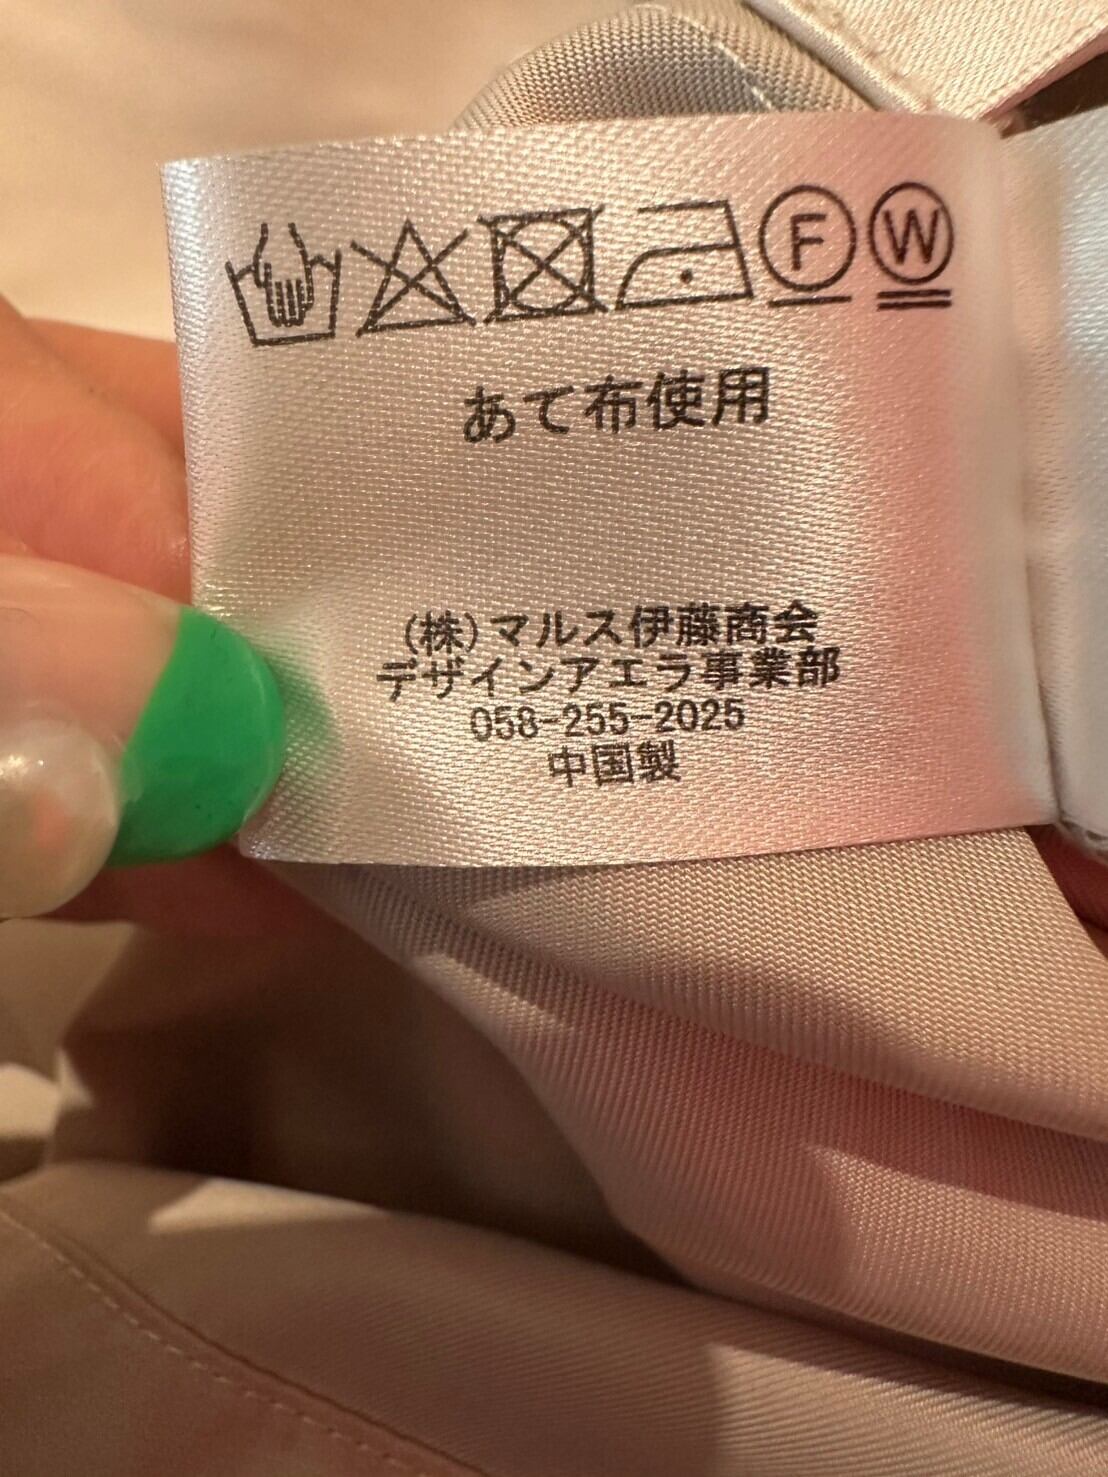 F W
あて布使用
(株)マルス伊藤商会
デザインアエラ事業部
058-255-2025
中国製